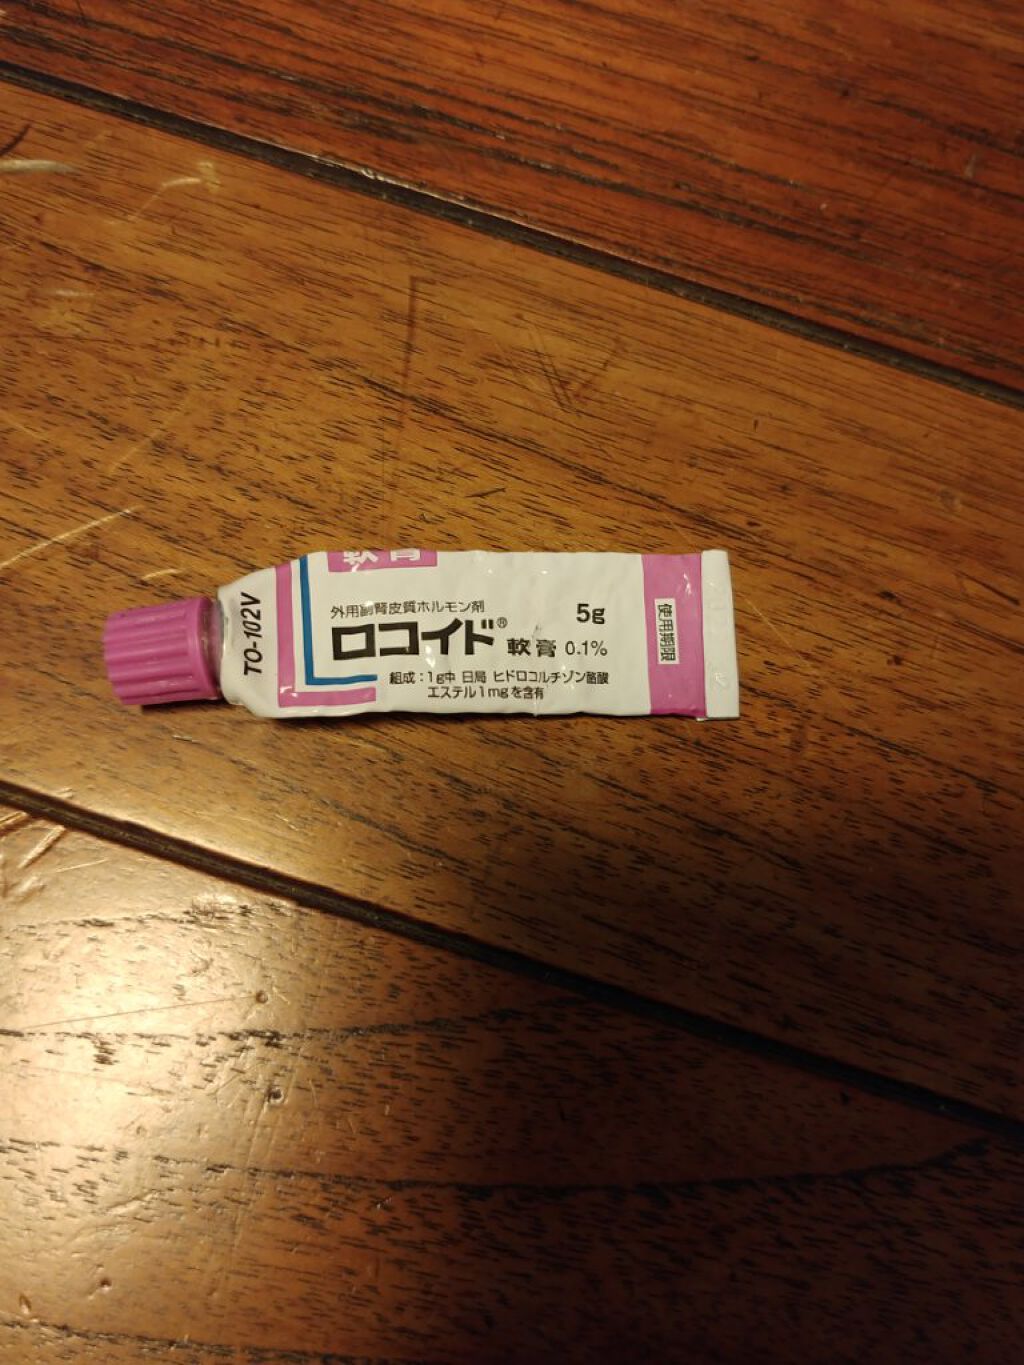 軟膏
TO-102V
外用副腎皮質ホルモン剤
ロコイド® 軟膏 0.1%
5g
組成:1g中 日局 ヒドロコルチゾン酪酸
エステル1mgを含有
使用期限